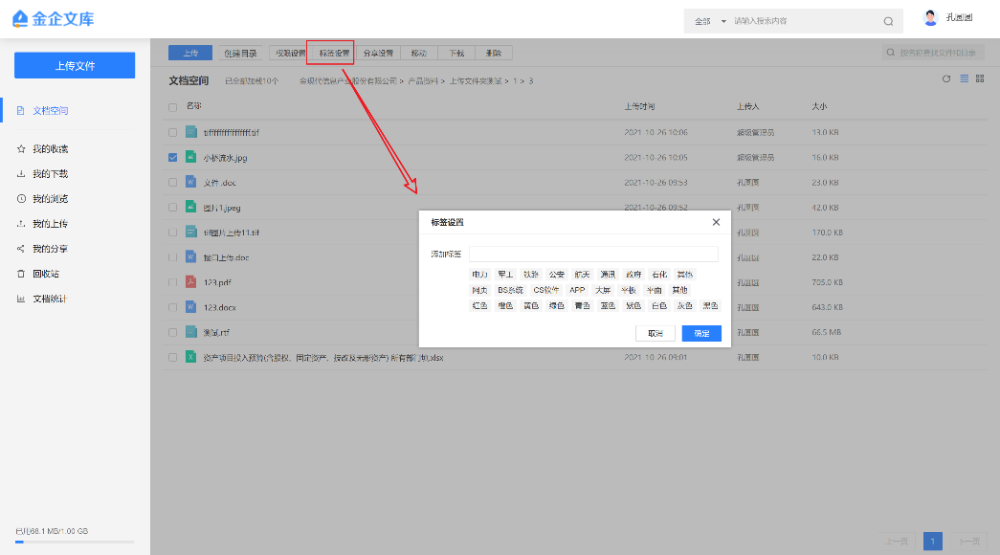 金企文库
全部 请输入搜索内容
孔圆圆
上传文件
文档空间
我的收藏
我的下载
我的浏览
我的上传
我的分享
回收站
文档统计
已用68.1 MB/1.00 GB
上传 创建目录 权限设置 标签设置 分享设置 移动 下载 删除
按名称查找文件和目录
文档空间 已全部加载10个 金现代信息产业股份有限公司 > 产品资料 > 上传文件夹测试 > 1 > 3
名称 上传时间 上传人 大小
tifffffffffffffffffff.tif 2021-10-26 10:06 超级管理员 13.0 KB
小桥流水.jpg 2021-10-26 10:05 超级管理员 16.0 KB
文件 .doc 2021-10-26 09:53 孔圆圆 23.0 KB
图片1.jpeg 2021-10-26 09:52 孔圆圆 42.0 KB
tif图片上传11.tif 孔圆圆 170.0 KB
接口上传.doc 孔圆圆 22.0 KB
123.pdf 孔圆圆 705.0 KB
123.docx 孔圆圆 643.0 KB
测试.rtf 孔圆圆 66.5 MB
资产项目投入预算(含股权、固定资产、技改及无形资产) 所有部门填.xlsx 2021-10-26 09:01 孔圆圆 10.0 KB
标签设置
添加标签
电力 军工 铁路 公安 航天 通讯 政府 石化 其他
网页 BS系统 CS软件 APP 大屏 平板 平面 其他
红色 橙色 黄色 绿色 青色 蓝色 紫色 白色 灰色 黑色
取消 确定
上一页 1 下一页